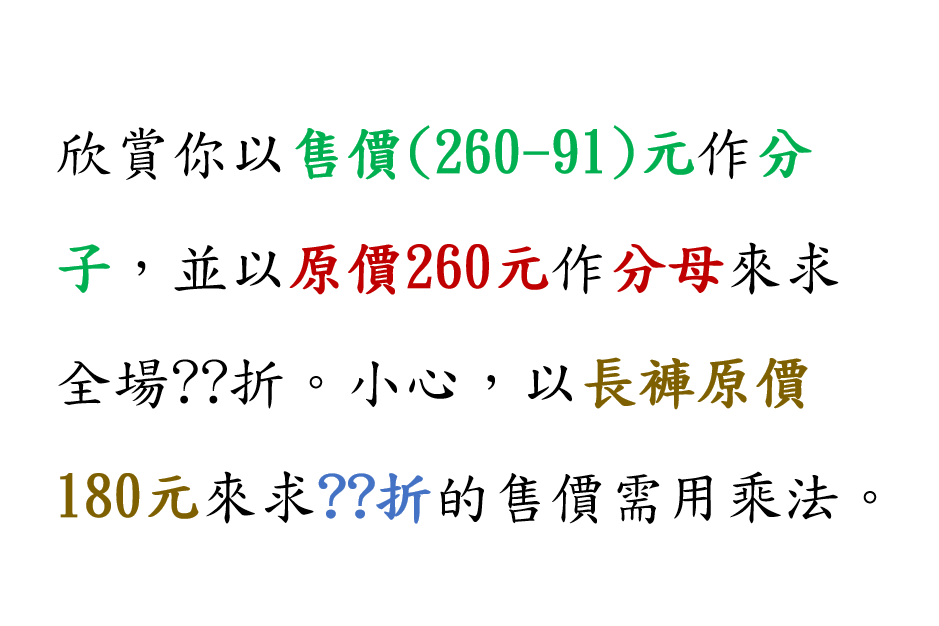 欣賞你以售價(260-91)元作分
子，並以原價260元作分母來求
全場??折。小心，以長褲原價
180元來求??折的售價需用乘法。